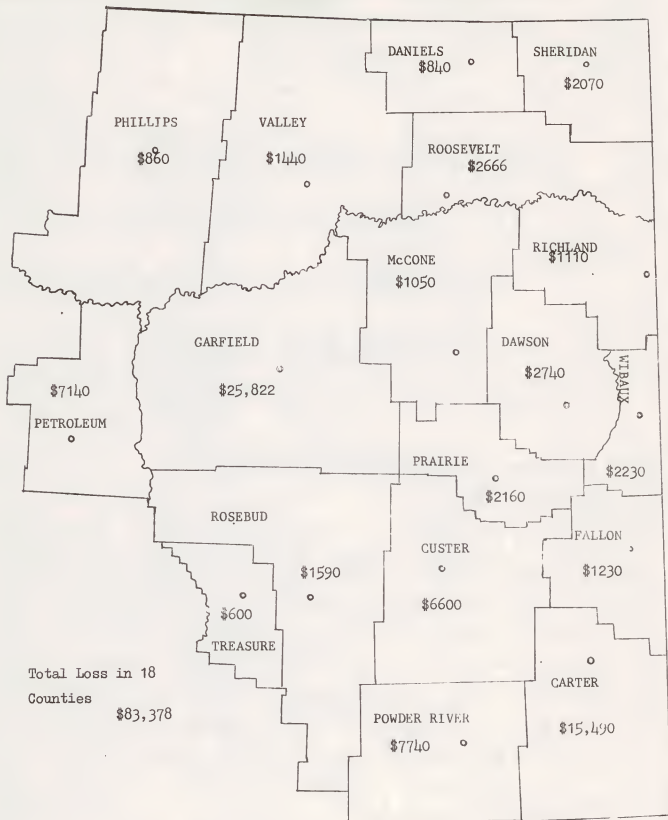 DANIELS
$840
SHERIDAN
$2070
PHILLIPS
$860
VALLEY
$1440
ROOSEVELT
$2666
McCONE
$1050
RICHLAND
$1110
GARFIELD
$25,822
DAWSON
$2740
WIBAUX
$2230
$7140
PETROLEUM
PRAIRIE
$2160
ROSEBUD
$1590
CUSTER
$6600
FALLON
$1230
$600
TREASURE
Total Loss in 18
Counties
$83,378
POWDER RIVER
$7740
CARTER
$15,490